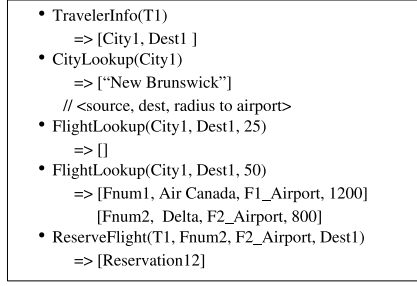 • TravelerInfo(T1)
=> [City1, Dest1 ]
• CityLookup(City1)
=> [“New Brunswick”]
// <source, dest, radius to airport>
• FlightLookup(City1, Dest1, 25)
=> []
• FlightLookup(City1, Dest1, 50)
=> [Fnum1, Air Canada, F1_Airport, 1200]
[Fnum2,  Delta, F2_Airport, 800]
• ReserveFlight(T1, Fnum2, F2_Airport, Dest1)
=> [Reservation12]